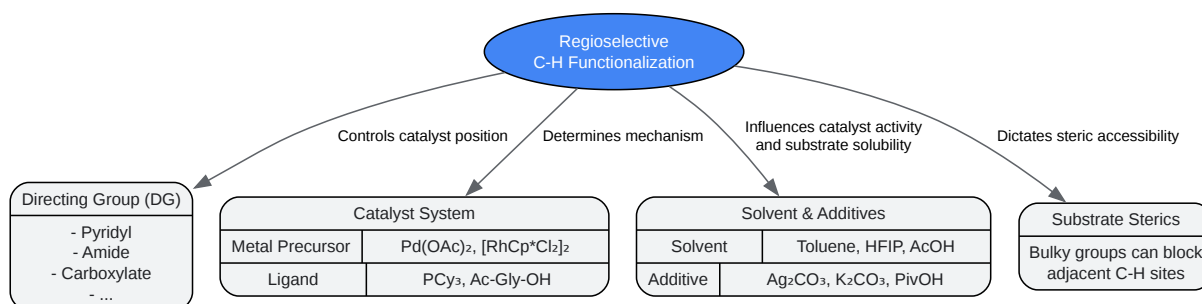 Regioselective
C-H Functionalization
Controls catalyst position
Determines mechanism
Influences catalyst activity
and substrate solubility
Dictates steric accessibility
Directing Group (DG)
- Pyridyl
- Amide
- Carboxylate
- ...
Catalyst System
Metal Precursor
Pd(OAc)₂, [RhCp*Cl₂]₂
Ligand
PCy₃, Ac-Gly-OH
Solvent & Additives
Solvent
Toluene, HFIP, AcOH
Additive
Ag₂CO₃, K₂CO₃, PivOH
Substrate Sterics
Bulky groups can block
adjacent C-H sites